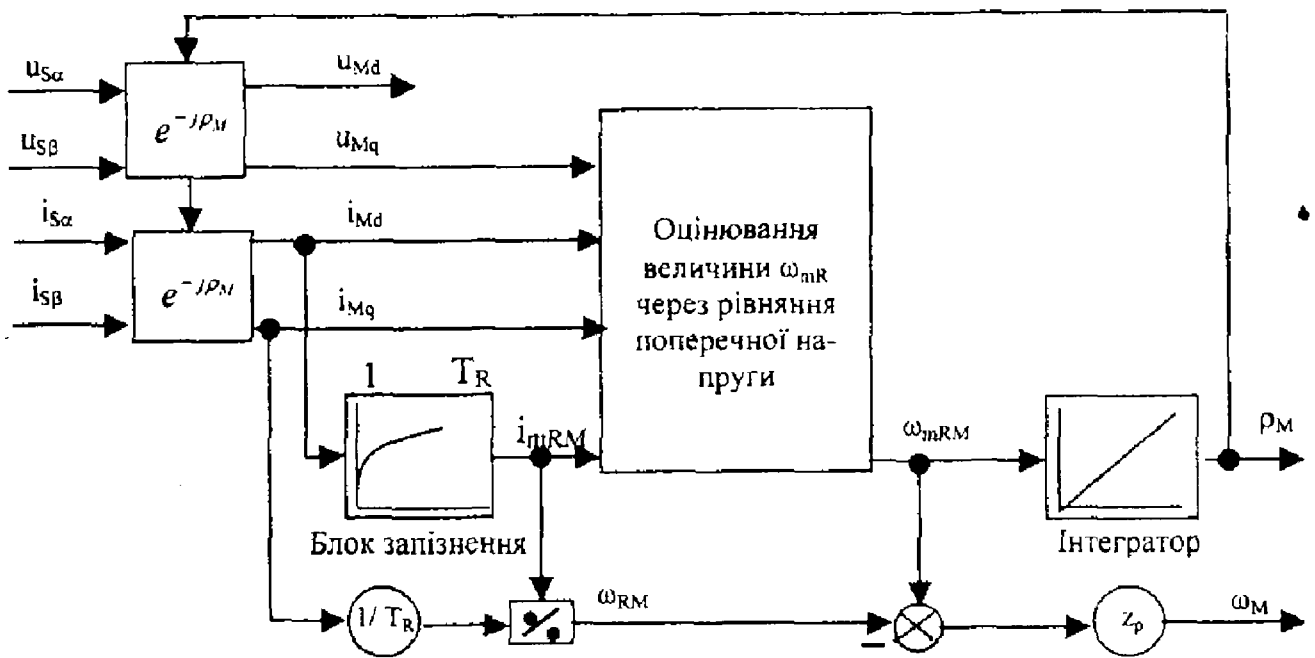 u_Sα
u_Md
e^{-jρ_M}
u_Sβ
u_Mq
i_Sα
i_Md
e^{-jρ_M}
i_Sβ
i_Mq
Оцінювання
величини ω_mR
через рівняння
поперечної на-
пруги
1 T_R
i_mRM
ω_mRM
ρ_M
Блок запізнення
Інтегратор
1/ T_R
ω_RM
−
z_p
ω_M